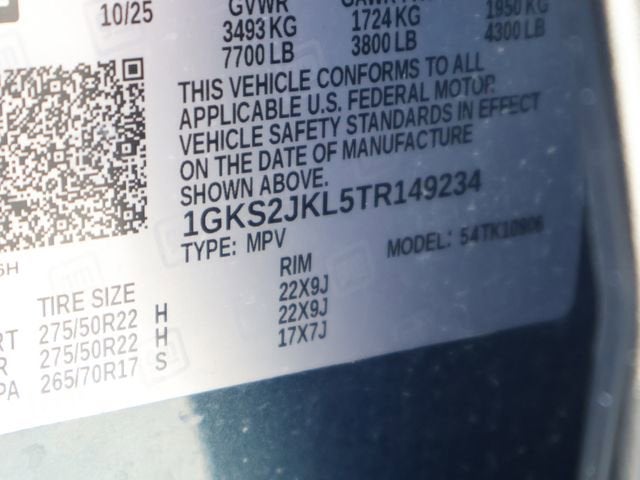 10/25 GVWR
3493 KG 1724 KG 1950 KG
7700 LB 3800 LB 4300 LB
THIS VEHICLE CONFORMS TO ALL
APPLICABLE U.S. FEDERAL MOTOR
VEHICLE SAFETY STANDARDS IN EFFECT
ON THE DATE OF MANUFACTURE
SHOWN ABOVE.
1GKS2JKL5TR149234
TYPE: MPV MODEL: 54TK10906
TIRE SIZE RIM
275/50R22 H 22X9J
275/50R22 H 22X9J
265/70R17 S 17X7J